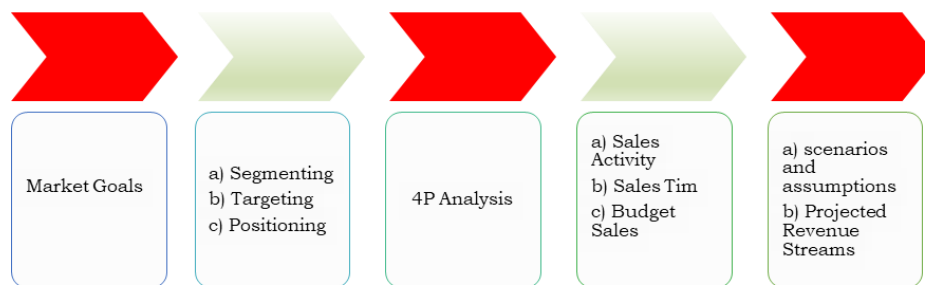 Market Goals
a) Segmenting
b) Targeting
c) Positioning
4P Analysis
a) Sales
Activity
b) Sales Tim
c) Budget
Sales
a) scenarios
and
assumptions
b) Projected
Revenue
Streams